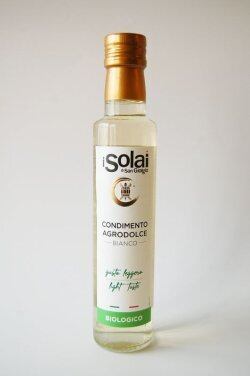 iSolai
di San Giorgio
CONDIMENTO
AGRODOLCE
BIANCO
gusto leggero
light taste
BIOLOGICO